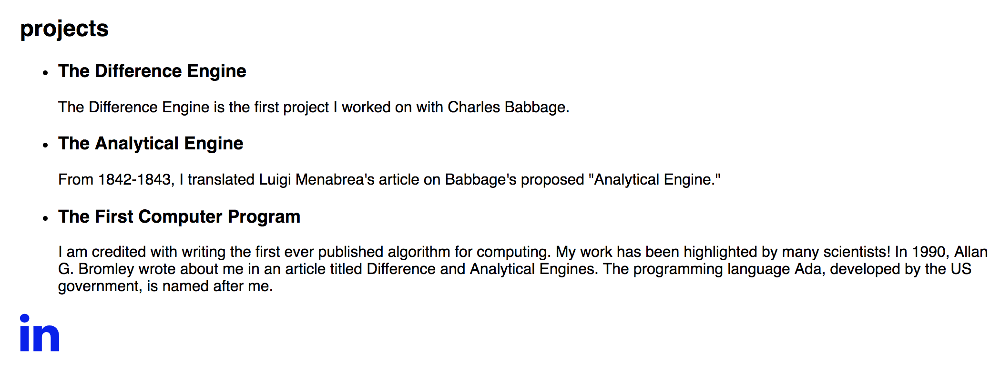 projects
The Difference Engine
The Difference Engine is the first project I worked on with Charles Babbage.
The Analytical Engine
From 1842-1843, I translated Luigi Menabrea's article on Babbage's proposed "Analytical Engine."
The First Computer Program
I am credited with writing the first ever published algorithm for computing. My work has been highlighted by many scientists! In 1990, Allan
G. Bromley wrote about me in an article titled Difference and Analytical Engines. The programming language Ada, developed by the US
government, is named after me.
in